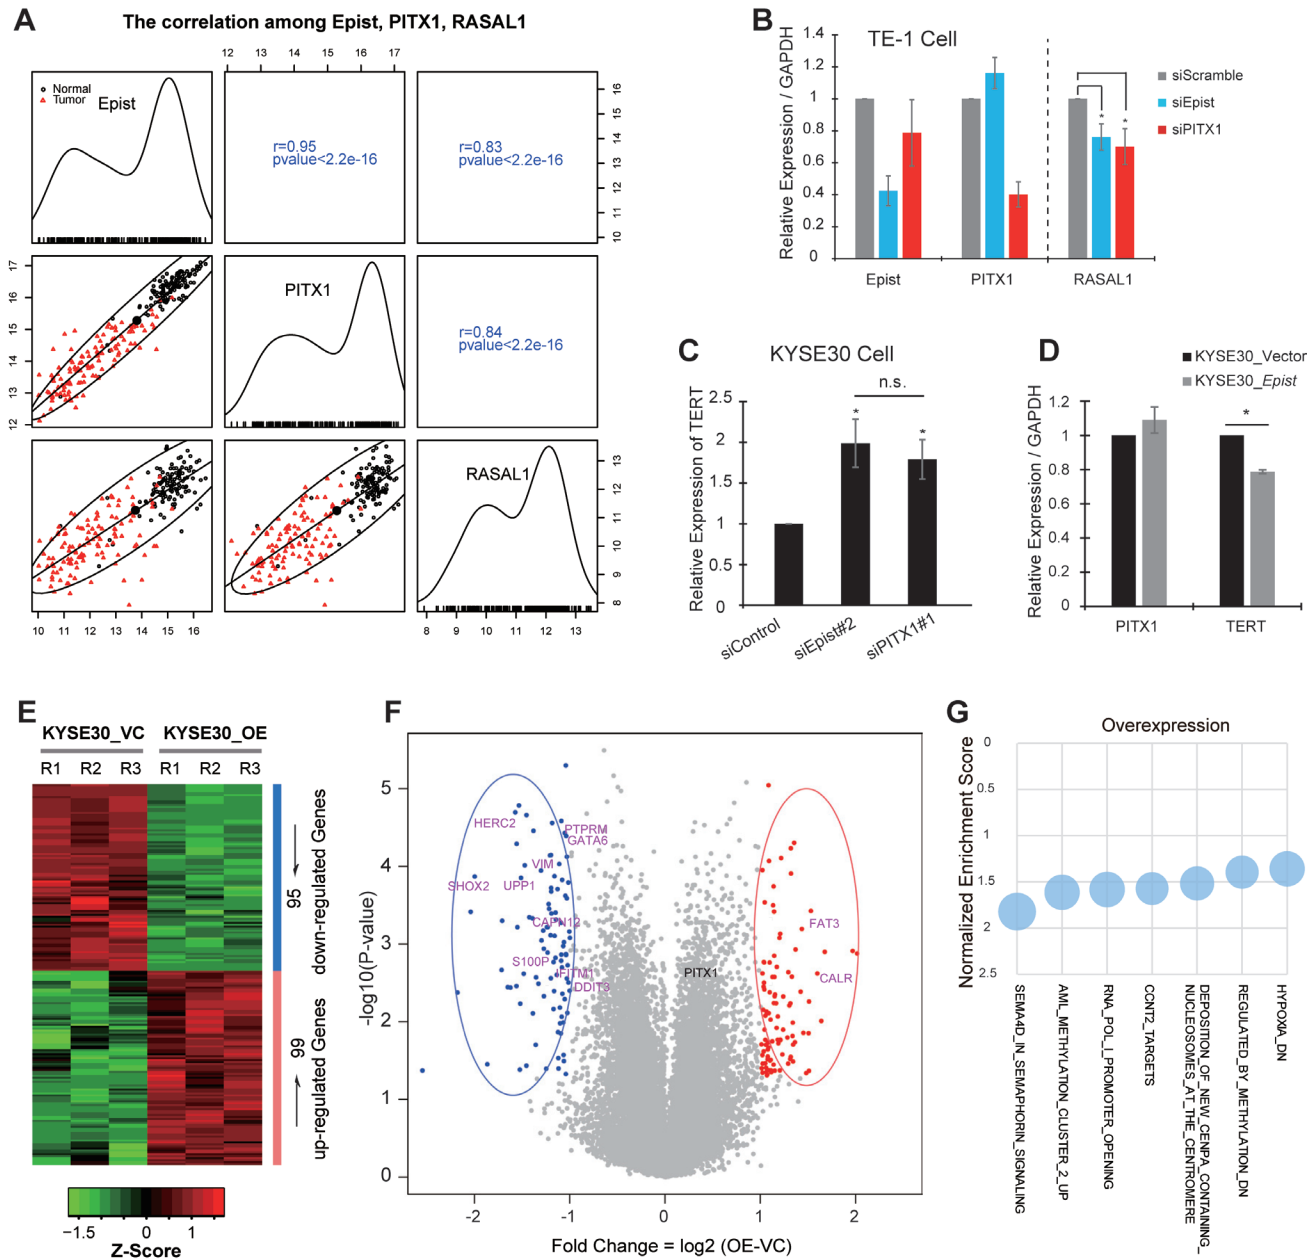 A
The correlation among Epist, PITX1, RASAL1
12 13 14 15 16 17
Normal
Tumor
Epist
r=0.95
pvalue<2.2e-16
r=0.83
pvalue<2.2e-16
16
15
14
13
12
11
10
17
16
15
14
13
12
PITX1
r=0.84
pvalue<2.2e-16
RASAL1
13
12
11
10
9
8
10 11 12 13 14 15 16
8 9 10 11 12 13
B
TE-1 Cell
Relative Expression / GAPDH
1.4
1.2
1
0.8
0.6
0.4
0.2
0
* *
Epist PITX1 RASAL1
siScramble
siEpist
siPITX1
C
KYSE30 Cell
Relative Expression of TERT
2.5
2
1.5
1
0.5
0
n.s.
* *
siControl
siEpist#2
siPITX1#1
D
KYSE30_Vector
KYSE30_Epist
Relative Expression / GAPDH
1.2
1
0.8
0.6
0.4
0.2
0
*
PITX1 TERT
E
KYSE30_VC KYSE30_OE
R1 R2 R3 R1 R2 R3
95
down-regulated Genes
99
up-regulated Genes
−1.5 0 1
Z-Score
F
-log10(P-value)
5
4
3
2
1
0
HERC2
PTPRM
GATA6
VIM
SHOX2
UPP1
CAPN12
S100P
IFITM1
DDIT3
PITX1
FAT3
CALR
-2 -1 0 1 2
Fold Change = log2 (OE-VC)
G
Overexpression
Normalized Enrichment Score
0
0.5
1
1.5
2
2.5
SEMA4D_IN_SEMAPHORIN_SIGNALING
AML_METHYLATION_CLUSTER_2_UP
RNA_POL_I_PROMOTER_OPENING
CCNT2_TARGETS
DEPOSITION_OF_NEW_CENPA_CONTAINING_
NUCLEOSOMES_AT_THE_CENTROMERE
REGULATED_BY_METHYLATION_DN
HYPOXIA_DN